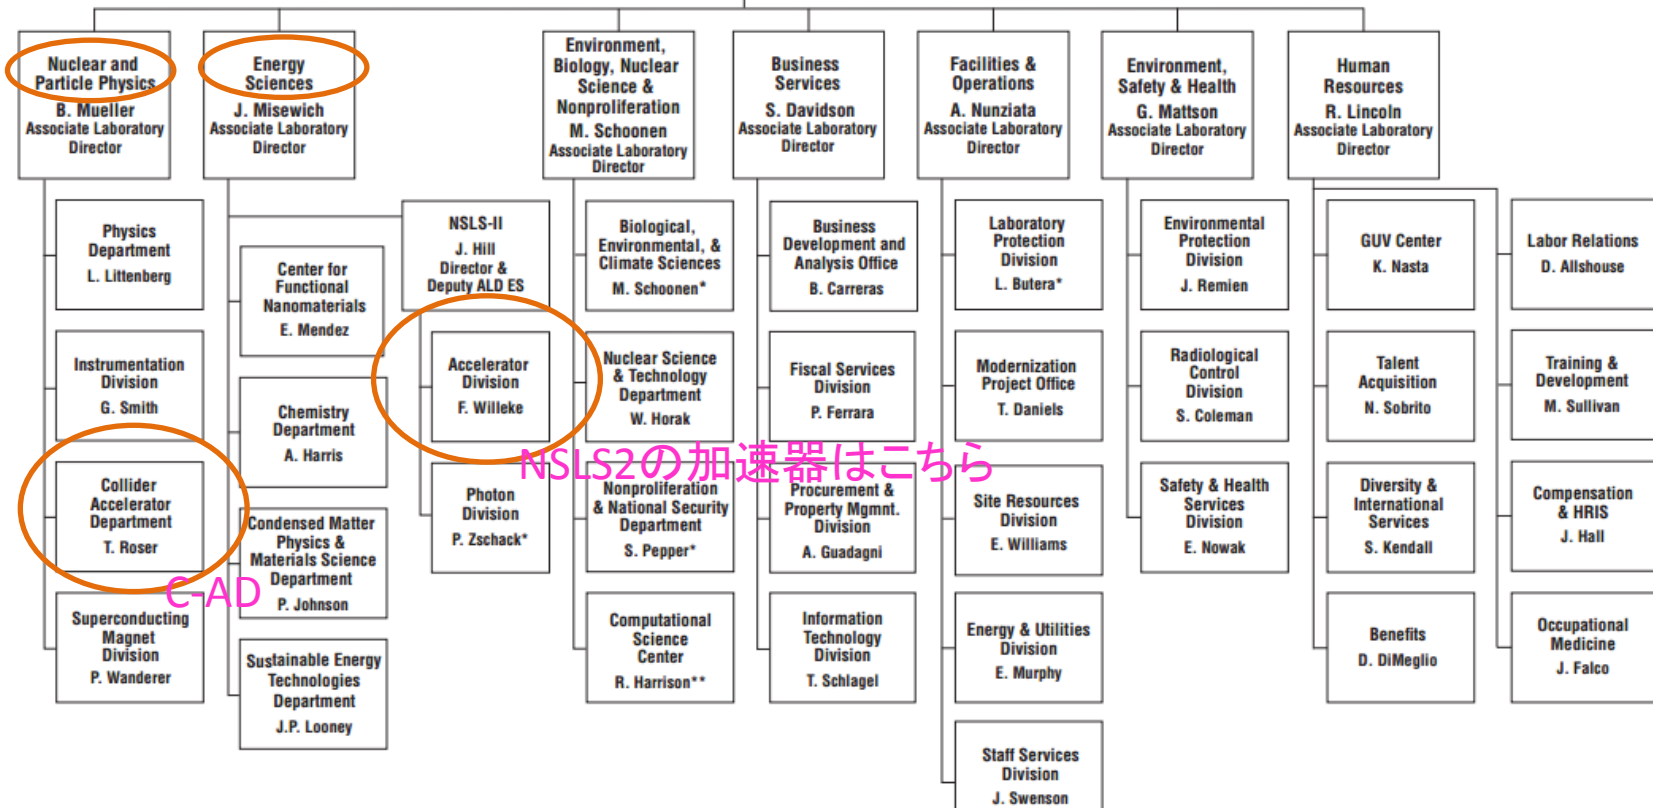 Nuclear and
Particle Physics
B. Mueller
Associate Laboratory
Director
Energy
Sciences
J. Misewich
Associate Laboratory
Director
Environment,
Biology, Nuclear
Science &
Nonproliferation
M. Schoonen
Associate Laboratory
Director
Business
Services
S. Davidson
Associate Laboratory
Director
Facilities &
Operations
A. Nunziata
Associate Laboratory
Director
Environment,
Safety & Health
G. Mattson
Associate Laboratory
Director
Human
Resources
R. Lincoln
Associate Laboratory
Director
Physics
Department
L. Littenberg
Instrumentation
Division
G. Smith
Collider
Accelerator
Department
T. Roser
C-AD
Superconducting
Magnet
Division
P. Wanderer
Center for
Functional
Nanomaterials
E. Mendez
Chemistry
Department
A. Harris
Condensed Matter
Physics &
Materials Science
Department
P. Johnson
Sustainable Energy
Technologies
Department
J.P. Looney
NSLS-II
J. Hill
Director &
Deputy ALD ES
Accelerator
Division
F. Willeke
NSLS2の加速器はこちら
Photon
Division
P. Zschack*
Biological,
Environmental, &
Climate Sciences
M. Schoonen*
Nuclear Science
& Technology
Department
W. Horak
Nonproliferation
& National Security
Department
S. Pepper*
Computational
Science
Center
R. Harrison**
Business
Development and
Analysis Office
B. Carreras
Fiscal Services
Division
P. Ferrara
Procurement &
Property Mgmnt.
Division
A. Guadagni
Information
Technology
Division
T. Schlagel
Laboratory
Protection
Division
L. Butera*
Modernization
Project Office
T. Daniels
Site Resources
Division
E. Williams
Energy & Utilities
Division
E. Murphy
Staff Services
Division
J. Swenson
Environmental
Protection
Division
J. Remien
Radiological
Control
Division
S. Coleman
Safety & Health
Services
Division
E. Nowak
GUV Center
K. Nasta
Talent
Acquisition
N. Sobrito
Diversity &
International
Services
S. Kendall
Benefits
D. DiMeglio
Labor Relations
D. Allshouse
Training &
Development
M. Sullivan
Compensation
& HRIS
J. Hall
Occupational
Medicine
J. Falco